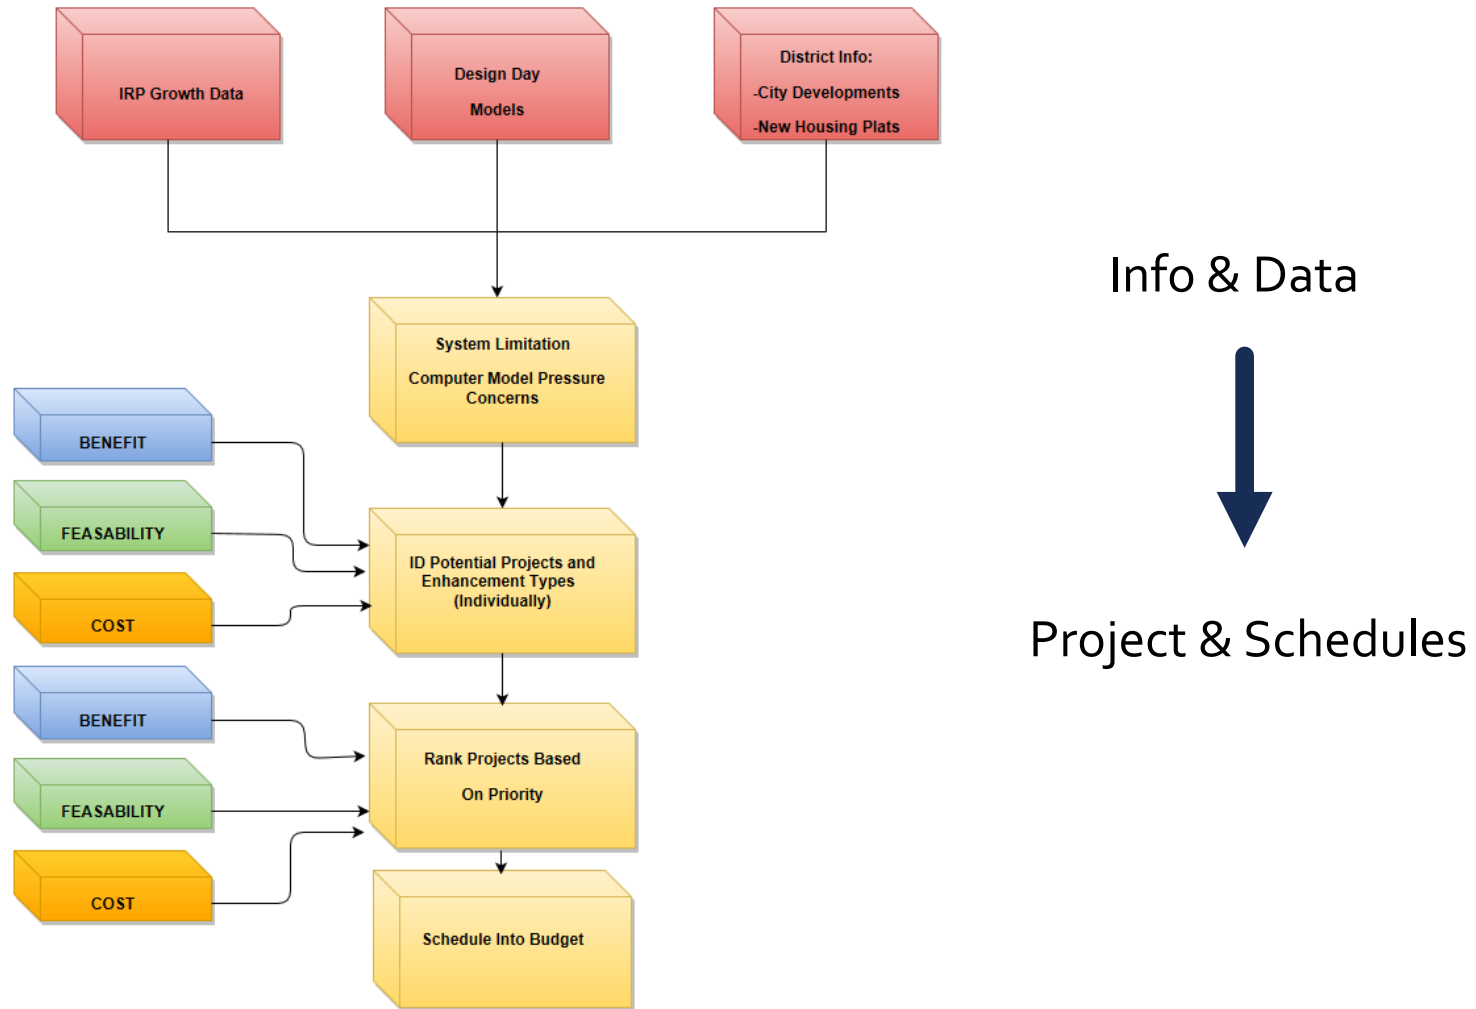 IRP Growth Data
Design Day
Models
District Info:
-City Developments
-New Housing Plats
System Limitation
Computer Model Pressure
Concerns
BENEFIT
FEASABILITY
COST
ID Potential Projects and
Enhancement Types
(Individually)
BENEFIT
FEASABILITY
COST
Rank Projects Based
On Priority
Schedule Into Budget
Info & Data
Project & Schedules